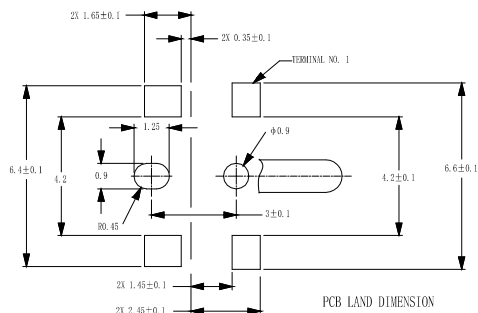 2X 1.65±0.1
2X 0.35±0.1
TERMINAL NO. 1
1.25
φ0.9
6.4±0.1
4.2
0.9
4.2±0.1
6.6±0.1
R0.45
3±0.1
2X 1.45±0.1
2X 2.45±0.1
PCB LAND DIMENSION